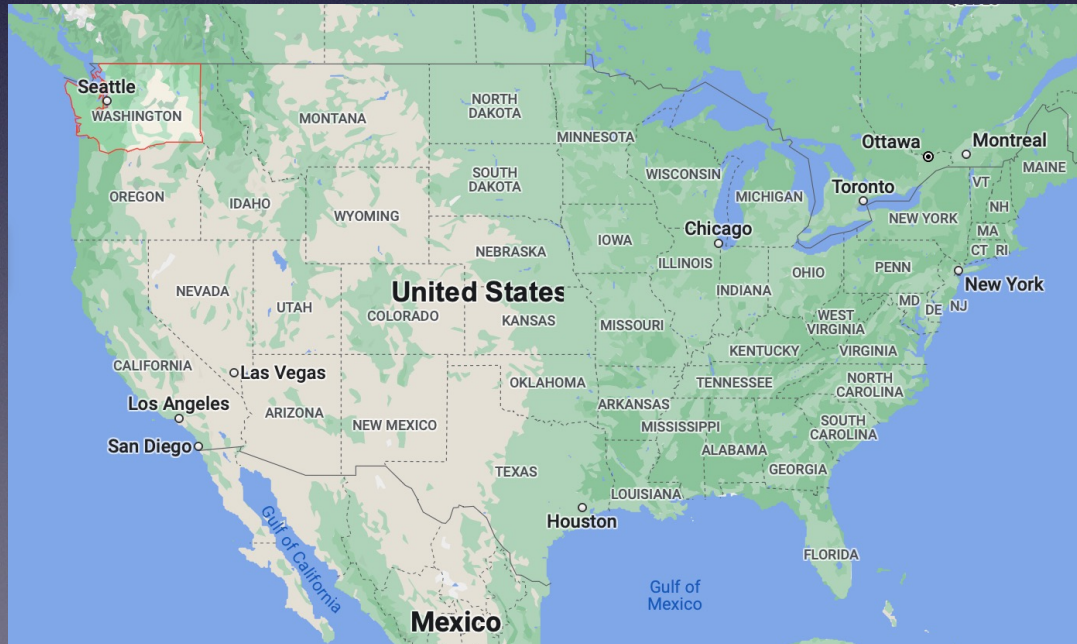 Seattle
WASHINGTON
MONTANA
NORTH
DAKOTA
MINNESOTA
Ottawa
Montreal
MAINE
OREGON
IDAHO
SOUTH
DAKOTA
WISCONSIN
MICHIGAN
Toronto
VT
NH
WYOMING
NEW YORK
MA
CT RI
Chicago
IOWA
NEBRASKA
ILLINOIS
OHIO
PENN
New York
NEVADA
UTAH
United States
COLORADO
KANSAS
MISSOURI
INDIANA
WEST
VIRGINIA
MD
DE
NJ
KENTUCKY
VIRGINIA
CALIFORNIA
Las Vegas
OKLAHOMA
TENNESSEE
NORTH
CAROLINA
Los Angeles
ARIZONA
NEW MEXICO
ARKANSAS
MISSISSIPPI
SOUTH
CAROLINA
San Diego
TEXAS
ALABAMA
GEORGIA
LOUISIANA
Houston
Gulf of California
FLORIDA
Gulf of
Mexico
Mexico